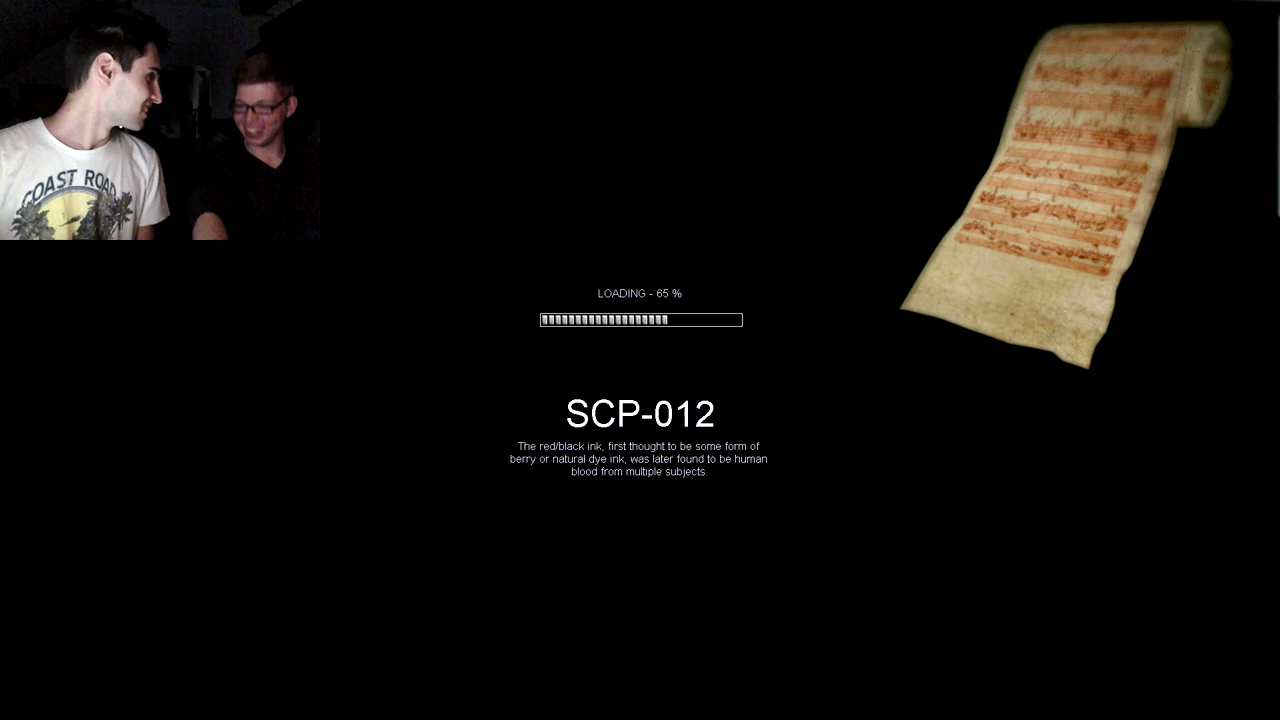 COAST ROAD
LOADING - 65 %
SCP-012
The red/black ink, first thought to be some form of
berry or natural dye ink, was later found to be human
blood from multiple subjects.